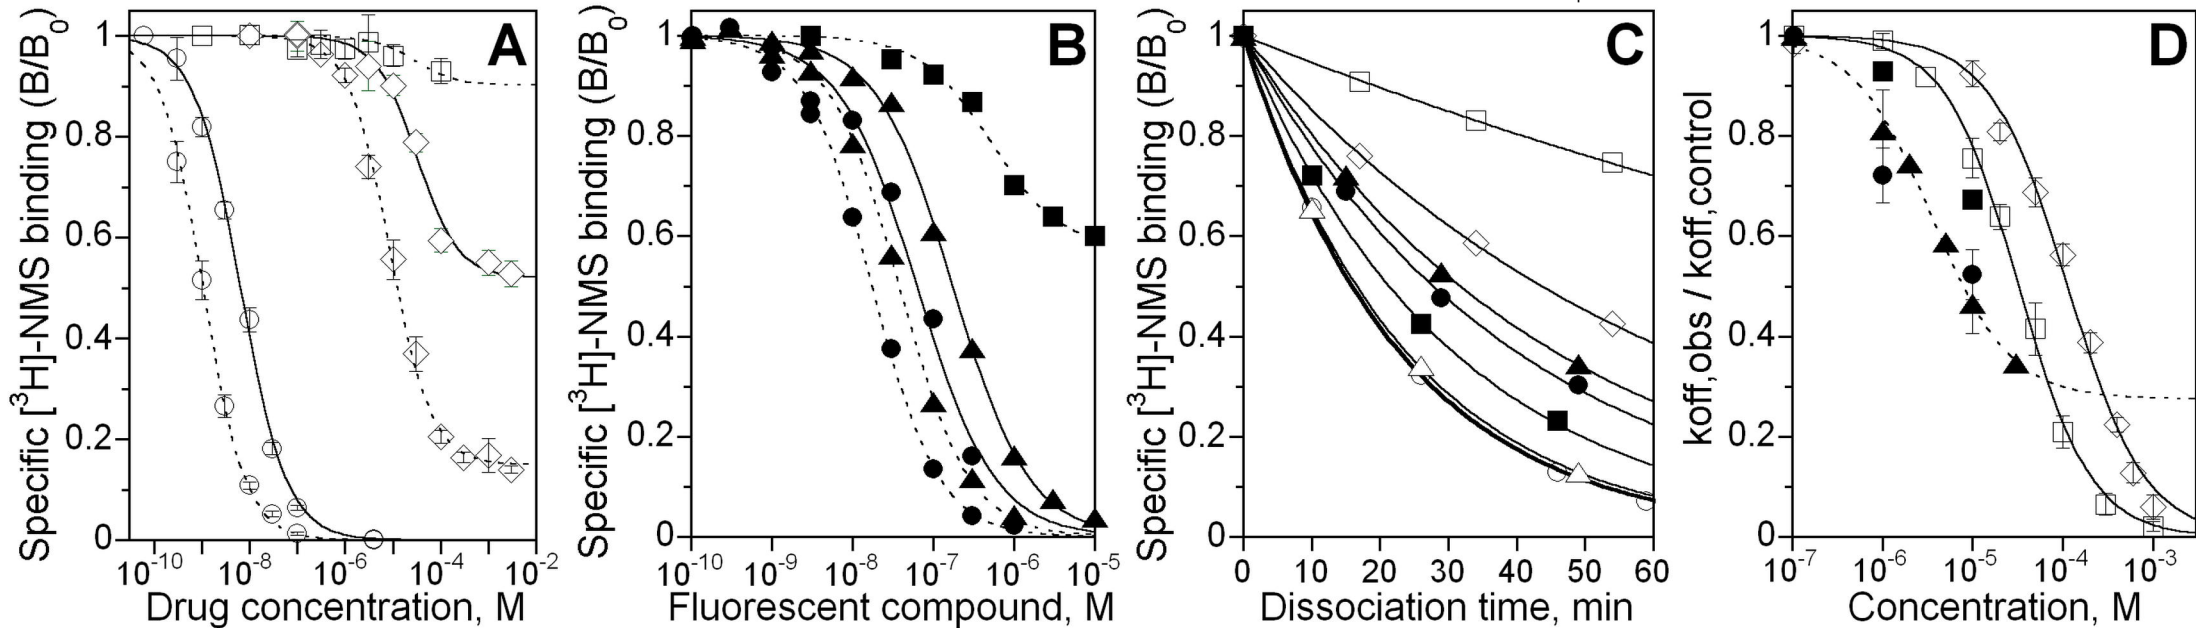 A
Specific [³H]-NMS binding (B/B₀)
1
0.8
0.6
0.4
0.2
0
10⁻¹⁰ 10⁻⁸ 10⁻⁶ 10⁻⁴ 10⁻²
Drug concentration, M
B
Specific [³H]-NMS binding (B/B₀)
1
0.8
0.6
0.4
0.2
0
10⁻¹⁰ 10⁻⁹ 10⁻⁸ 10⁻⁷ 10⁻⁶ 10⁻⁵
Fluorescent compound, M
C
Specific [³H]-NMS binding (B/B₀)
1
0.8
0.6
0.4
0.2
0
0 10 20 30 40 50 60
Dissociation time, min
D
koff,obs / koff,control
1
0.8
0.6
0.4
0.2
0
10⁻⁷ 10⁻⁶ 10⁻⁵ 10⁻⁴ 10⁻³
Concentration, M